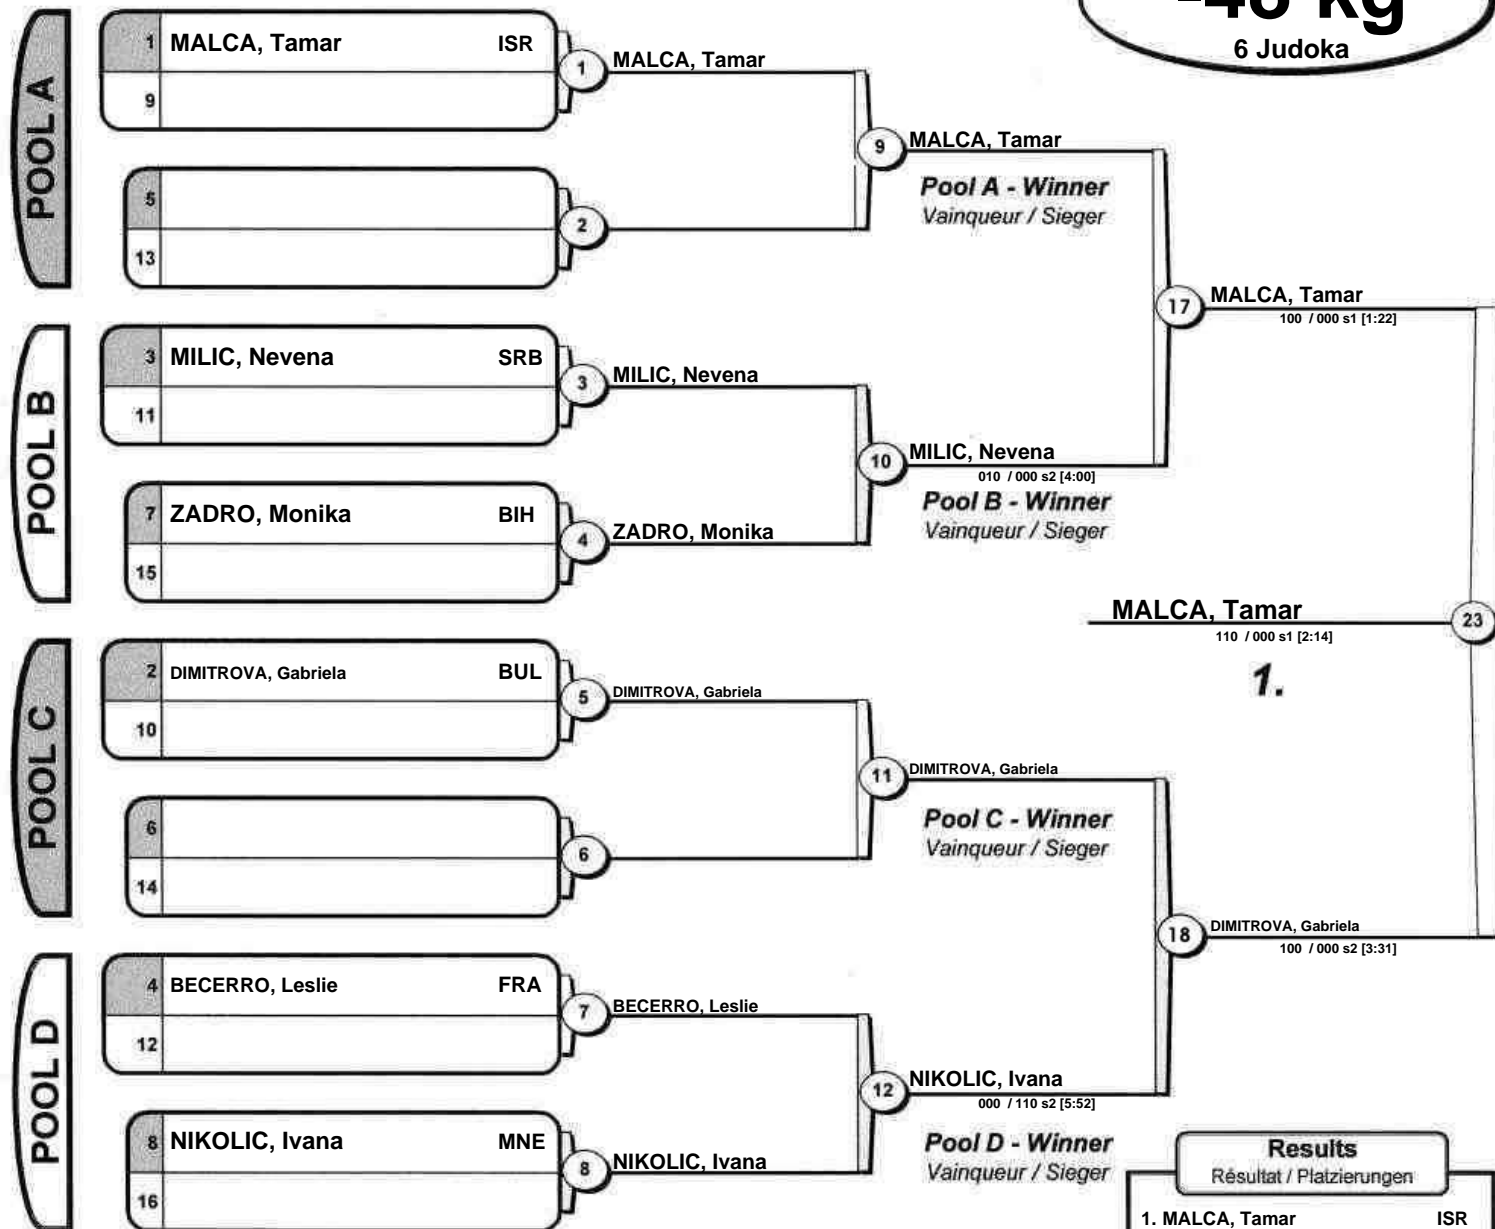 -48 kg
6 Judoka
POOL A
1 MALCA, Tamar ISR
9
5
13
1 MALCA, Tamar
2
9 MALCA, Tamar
Pool A - Winner
Vainqueur / Sieger
POOL B
3 MILIC, Nevena SRB
11
7 ZADRO, Monika BIH
15
3 MILIC, Nevena
4 ZADRO, Monika
10 MILIC, Nevena
010 / 000 s2 [4:00]
Pool B - Winner
Vainqueur / Sieger
17 MALCA, Tamar
100 / 000 s1 [1:22]
MALCA, Tamar 23
110 / 000 s1 [2:14]
1.
POOL C
2 DIMITROVA, Gabriela BUL
10
6
14
5 DIMITROVA, Gabriela
6
11 DIMITROVA, Gabriela
Pool C - Winner
Vainqueur / Sieger
18 DIMITROVA, Gabriela
100 / 000 s2 [3:31]
POOL D
4 BECERRO, Leslie FRA
12
8 NIKOLIC, Ivana MNE
16
7 BECERRO, Leslie
8 NIKOLIC, Ivana
12 NIKOLIC, Ivana
000 / 110 s2 [5:52]
Pool D - Winner
Vainqueur / Sieger
Results
Résultat / Platzierungen
1. MALCA, Tamar ISR